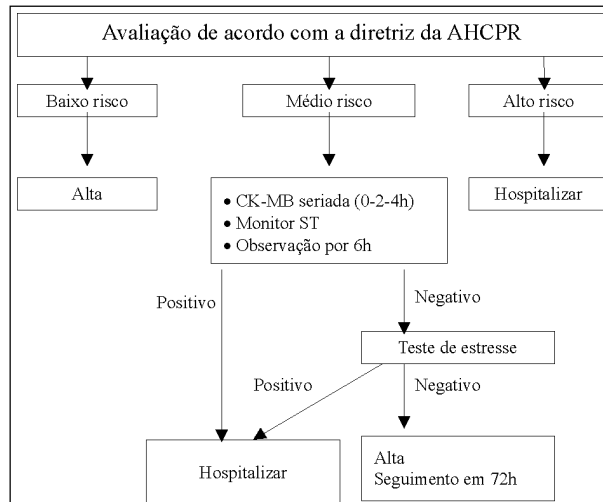 Avaliação de acordo com a diretriz da AHCPR
Baixo risco
Médio risco
Alto risco
Alta
• CK-MB seriada (0-2-4h)
• Monitor ST
• Observação por 6h
Hospitalizar
Positivo
Negativo
Teste de estresse
Positivo
Negativo
Hospitalizar
Alta
Seguimento em 72h